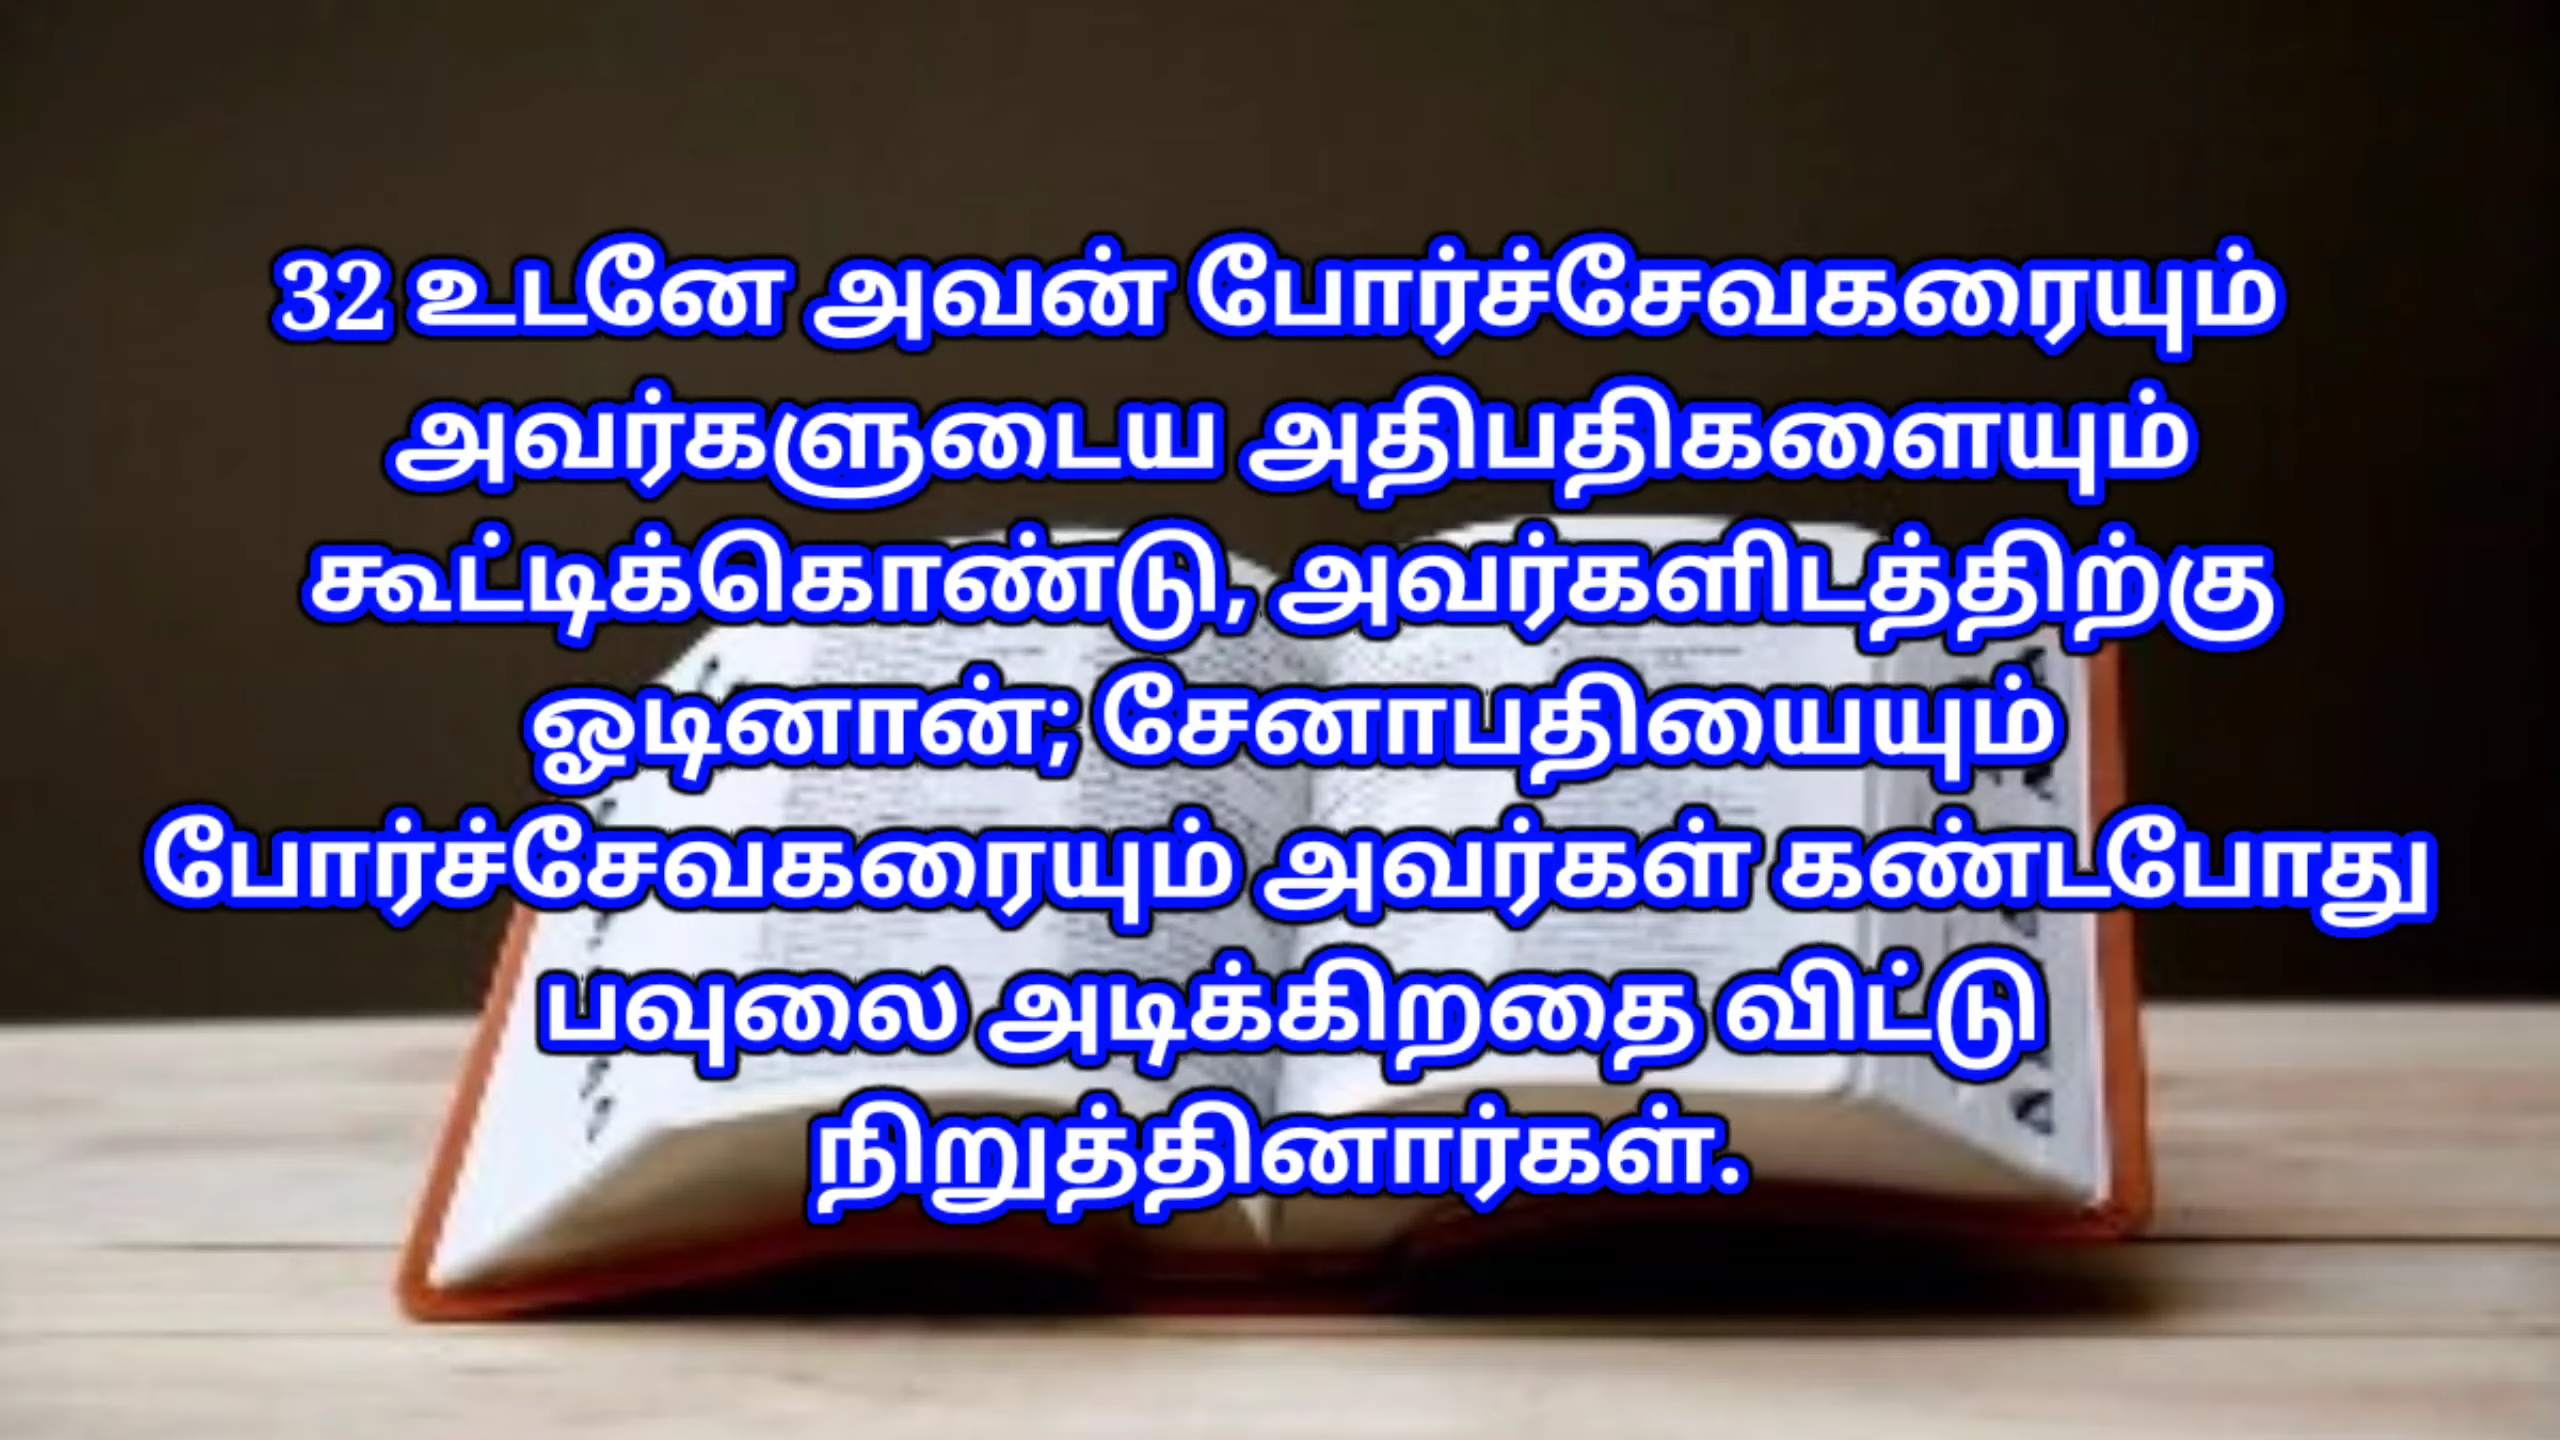 32 உடனே அவன் போர்ச்சேவகரையும்
அவர்களுடைய அதிபதிகளையும்
கூட்டிக்கொண்டு, அவர்களிடத்திற்கு
ஓடினான்; சேனாபதியையும்
போர்ச்சேவகரையும் அவர்கள் கண்டபோது
பவுலை அடிக்கிறதை விட்டு
நிறுத்தினார்கள்.